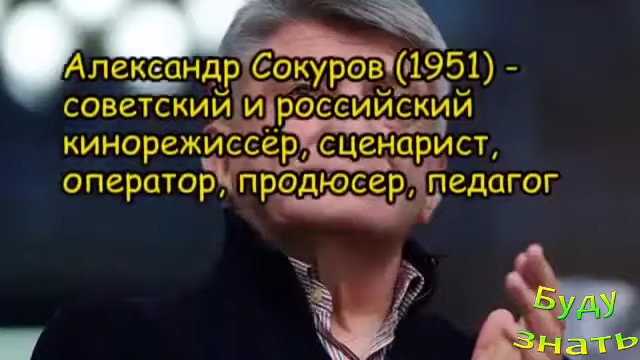 Александр Сокуров (1951) -
советский и российский
кинорежиссёр, сценарист,
оператор, продюсер, педагог
Буду
знать